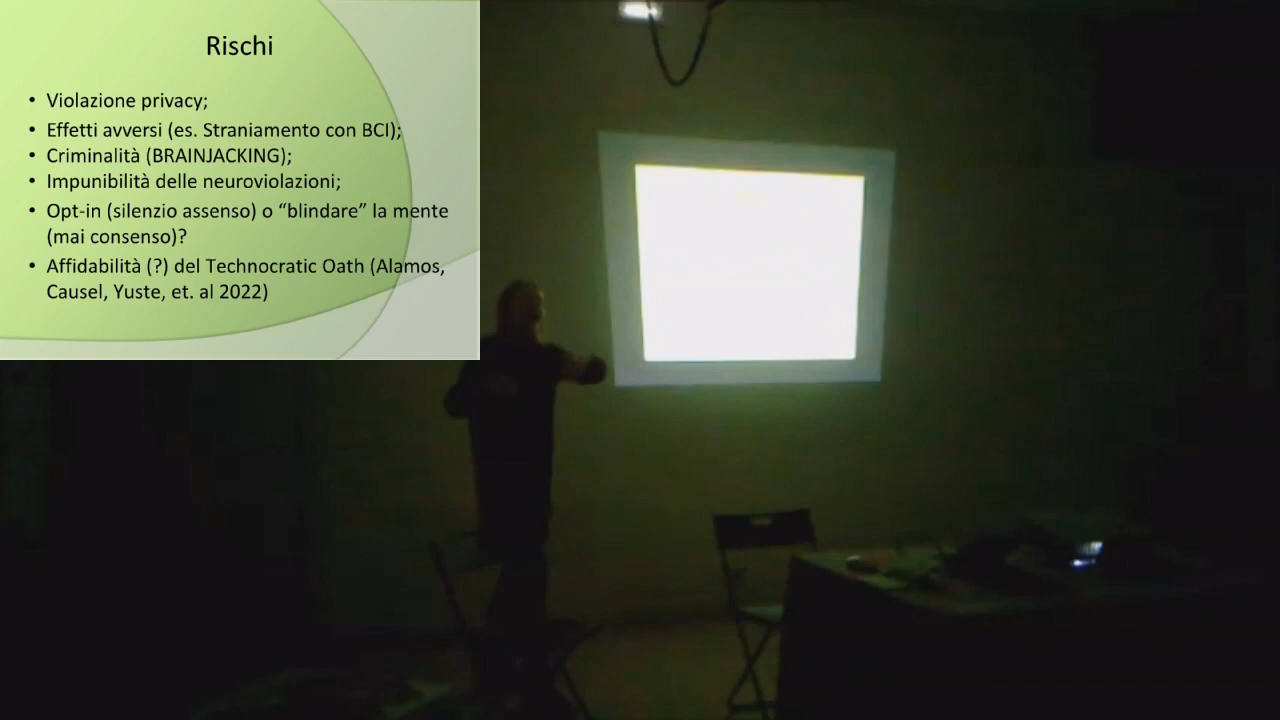 Rischi
• Violazione privacy;
• Effetti avversi (es. Straniamento con BCI);
• Criminalità (BRAINJACKING);
• Impunibilità delle neuroviolazioni;
• Opt-in (silenzio assenso) o “blindare” la mente
(mai consenso)?
• Affidabilità (?) del Technocratic Oath (Alamos,
Causel, Yuste, et. al 2022)